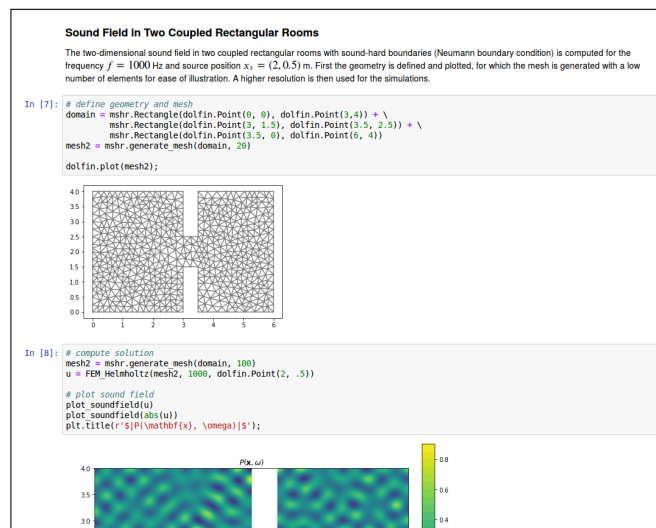 Sound Field in Two Coupled Rectangular Rooms
The two-dimensional sound field in two coupled rectangular rooms with sound-hard boundaries (Neumann boundary condition) is computed for the
frequency f = 1000 Hz and source position xₛ = (2, 0.5) m. First the geometry is defined and plotted, for which the mesh is generated with a low
number of elements for ease of illustration. A higher resolution is then used for the simulations.
In [7]: # define geometry and mesh
domain = mshr.Rectangle(dolfin.Point(0, 0), dolfin.Point(3,4)) + \
mshr.Rectangle(dolfin.Point(3, 1.5), dolfin.Point(3.5, 2.5)) + \
mshr.Rectangle(dolfin.Point(3.5, 0), dolfin.Point(6, 4))
mesh2 = mshr.generate_mesh(domain, 20)
dolfin.plot(mesh2);
4.0
3.5
3.0
2.5
2.0
1.5
1.0
0.5
0.0
0 1 2 3 4 5 6
In [8]: # compute solution
mesh2 = mshr.generate_mesh(domain, 100)
u = FEM_Helmholtz(mesh2, 1000, dolfin.Point(2, .5))
# plot sound field
plot_soundfield(u)
plot_soundfield(abs(u))
plt.title(r'$|P(\mathbf{x}, \omega)|$');
P(x, ω)
4.0
3.5
3.0
0.8
0.6
0.4